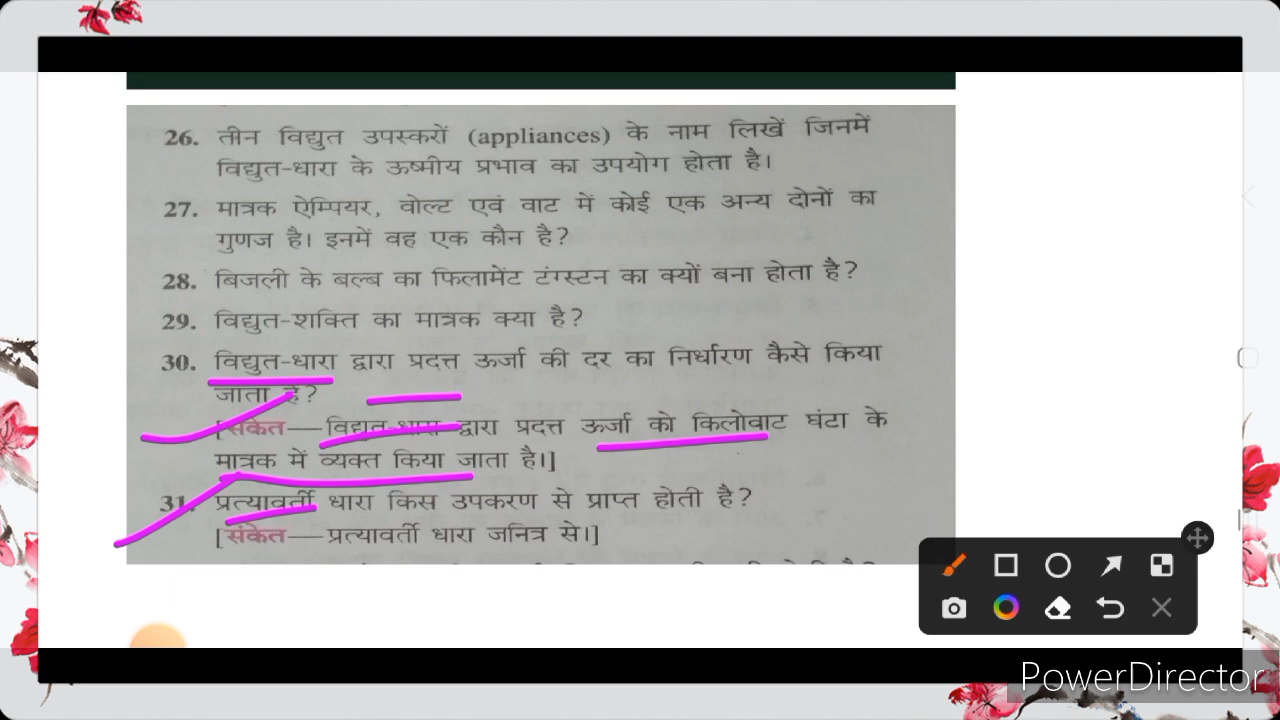 26. तीन विद्युत उपस्करों (appliances) के नाम लिखें जिनमें
विद्युत-धारा के ऊष्मीय प्रभाव का उपयोग होता है।
27. मात्रक ऐम्पियर, वोल्ट एवं वाट में कोई एक अन्य दोनों का
गुणज है। इनमें वह एक कौन है?
28. बिजली के बल्ब का फिलामेंट टंग्स्टन का क्यों बना होता है?
29. विद्युत-शक्ति का मात्रक क्या है?
30. विद्युत-धारा द्वारा प्रदत्त ऊर्जा की दर का निर्धारण कैसे किया
जाता है?
[संकेत—विद्युत-धारा द्वारा प्रदत्त ऊर्जा को किलोवाट घंटा के
मात्रक में व्यक्त किया जाता है।]
31. प्रत्यावर्ती धारा किस उपकरण से प्राप्त होती है?
[संकेत—प्रत्यावर्ती धारा जनित्र से।]
PowerDirector